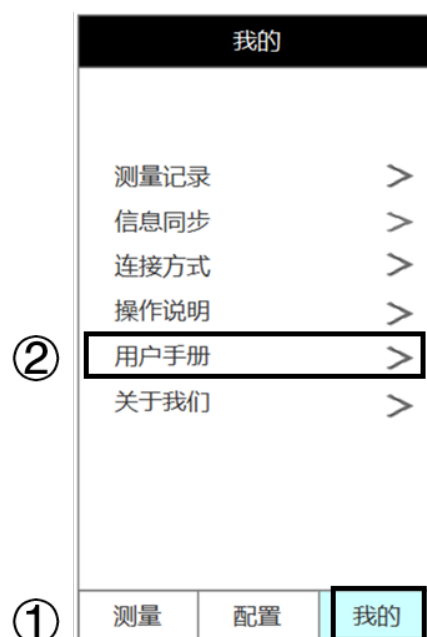 我的
测量记录 >
信息同步 >
连接方式 >
操作说明 >
② 用户手册 >
关于我们 >
① 测量 配置 我的